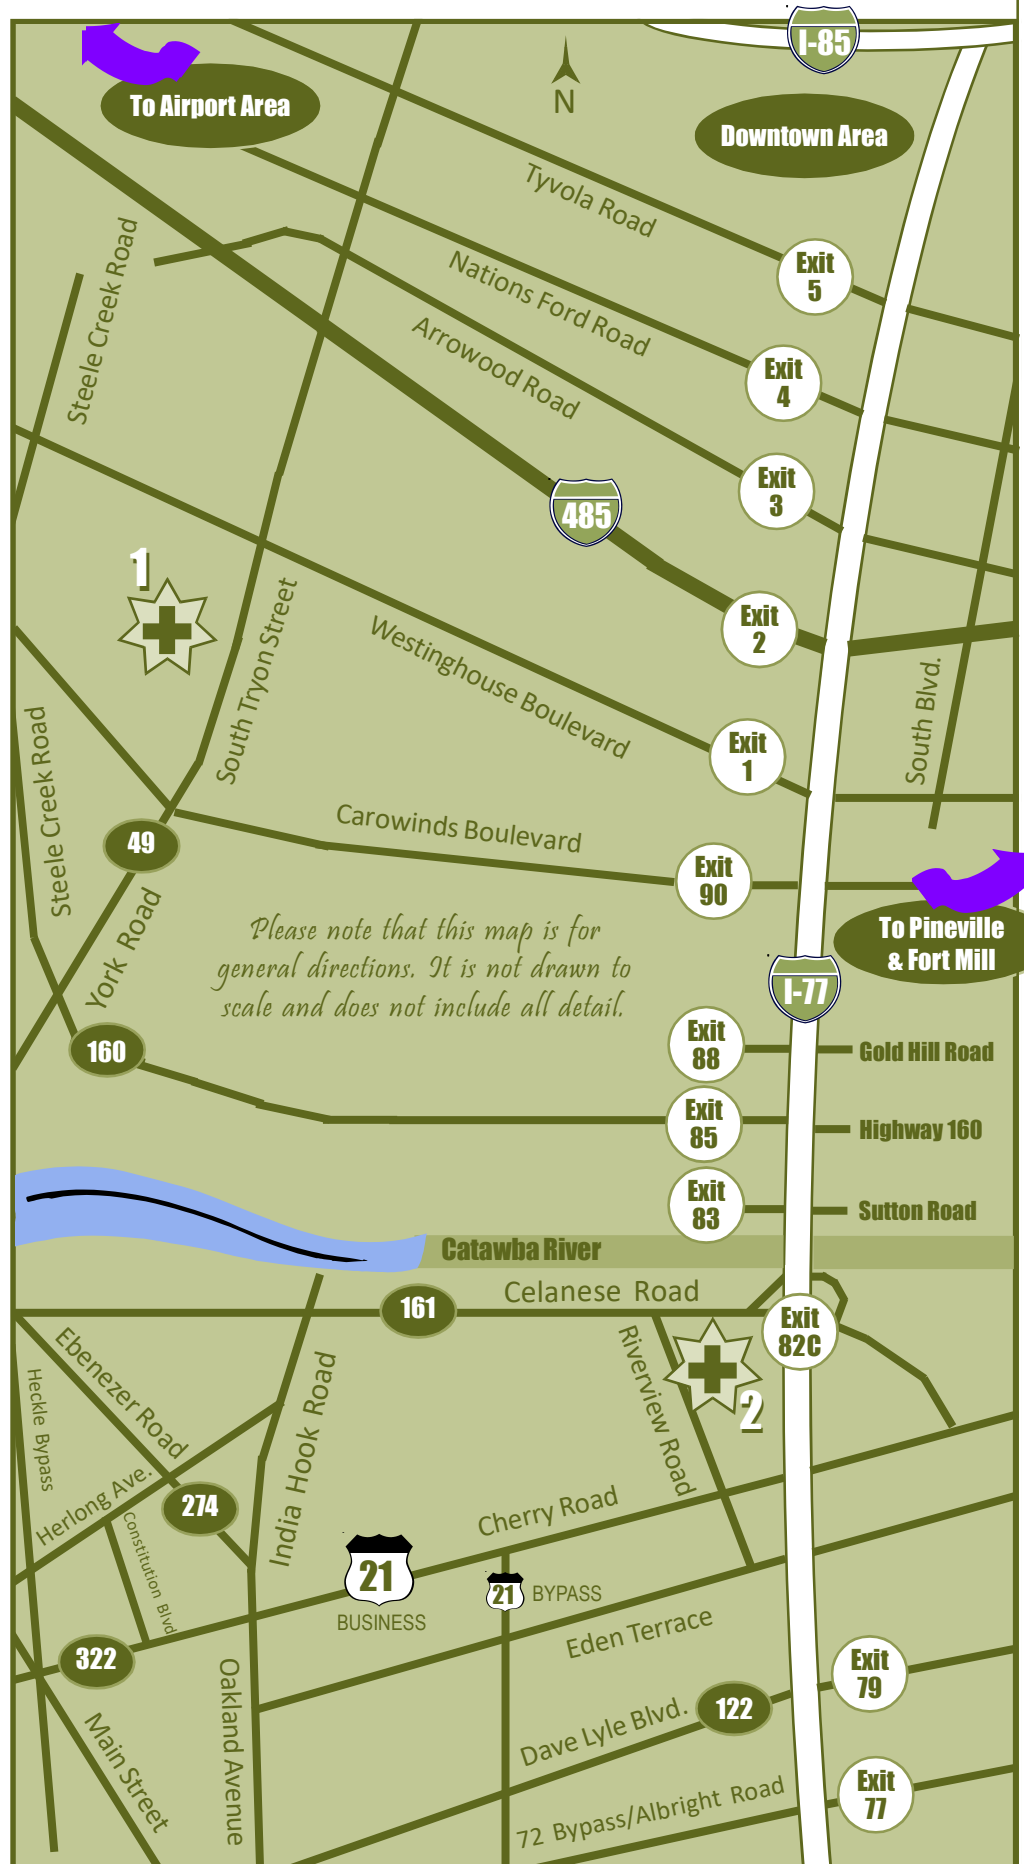 I-85
To Airport Area
N
Downtown Area
Tyvola Road
Exit
5
Steele Creek Road
Nations Ford Road
Exit
4
Arrowood Road
Exit
3
485
1
Exit
2
South Tryon Street
Westinghouse Boulevard
South Blvd.
Exit
1
Steele Creek Road
Carowinds Boulevard
49
Exit
90
York Road
Please note that this map is for
general directions. It is not drawn to
scale and does not include all detail.
To Pineville
& Fort Mill
I-77
160
Exit
88
Gold Hill Road
Exit
85
Highway 160
Exit
83
Sutton Road
Catawba River
Celanese Road
161
Exit
82C
Ebenezer Road
Heckle Bypass
India Hook Road
Riverview Road
2
Herlong Ave.
274
Constitution Blvd
Cherry Road
21
BUSINESS
21
BYPASS
Eden Terrace
322
Oakland Avenue
Exit
79
Main Street
Dave Lyle Blvd.
122
Exit
77
72 Bypass/Albright Road